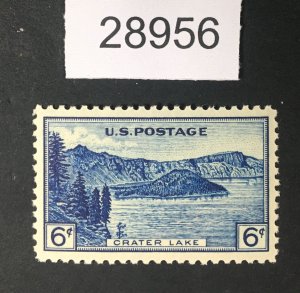 28956
U.S. POSTAGE
6¢ 6¢
CRATER LAKE